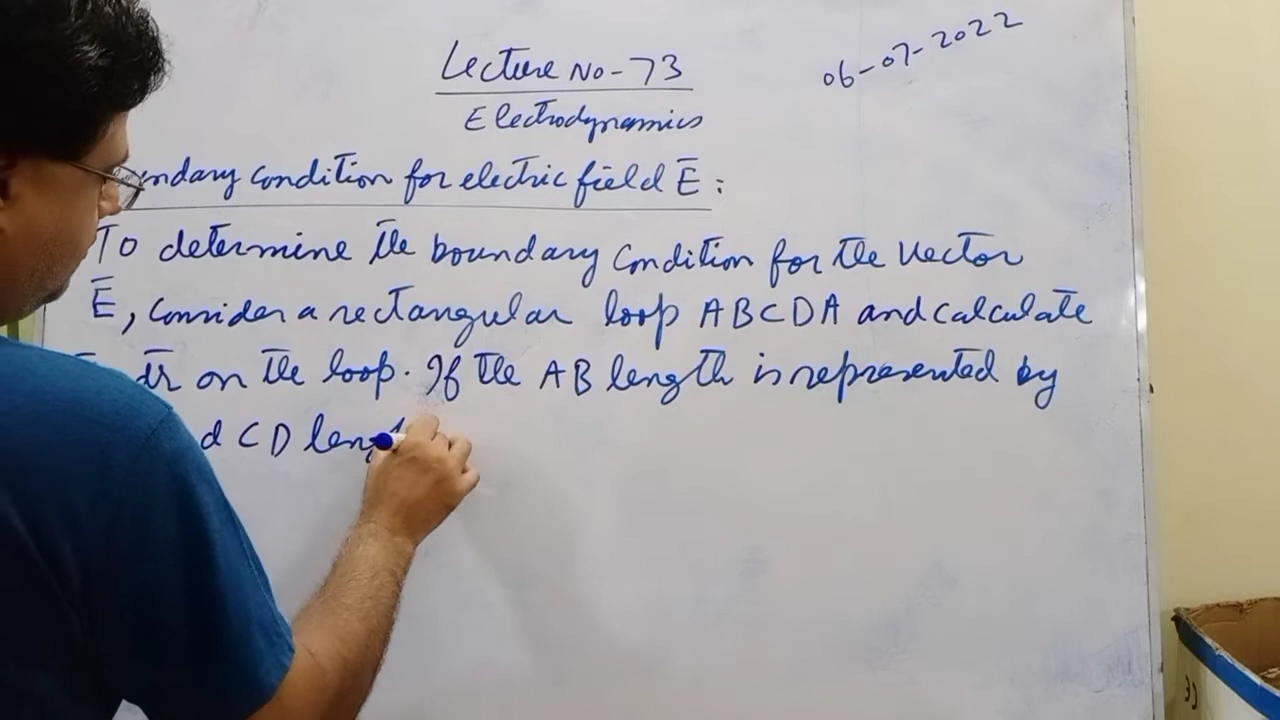 Lecture No-73
06-07-2022
Electrodynamics
ndary condition for electric field E̅ :
To determine the boundary condition for the vector
E̅, consider a rectangular loop ABCDA and calculate
dr on the loop. If the AB length is represented by
d CD leng